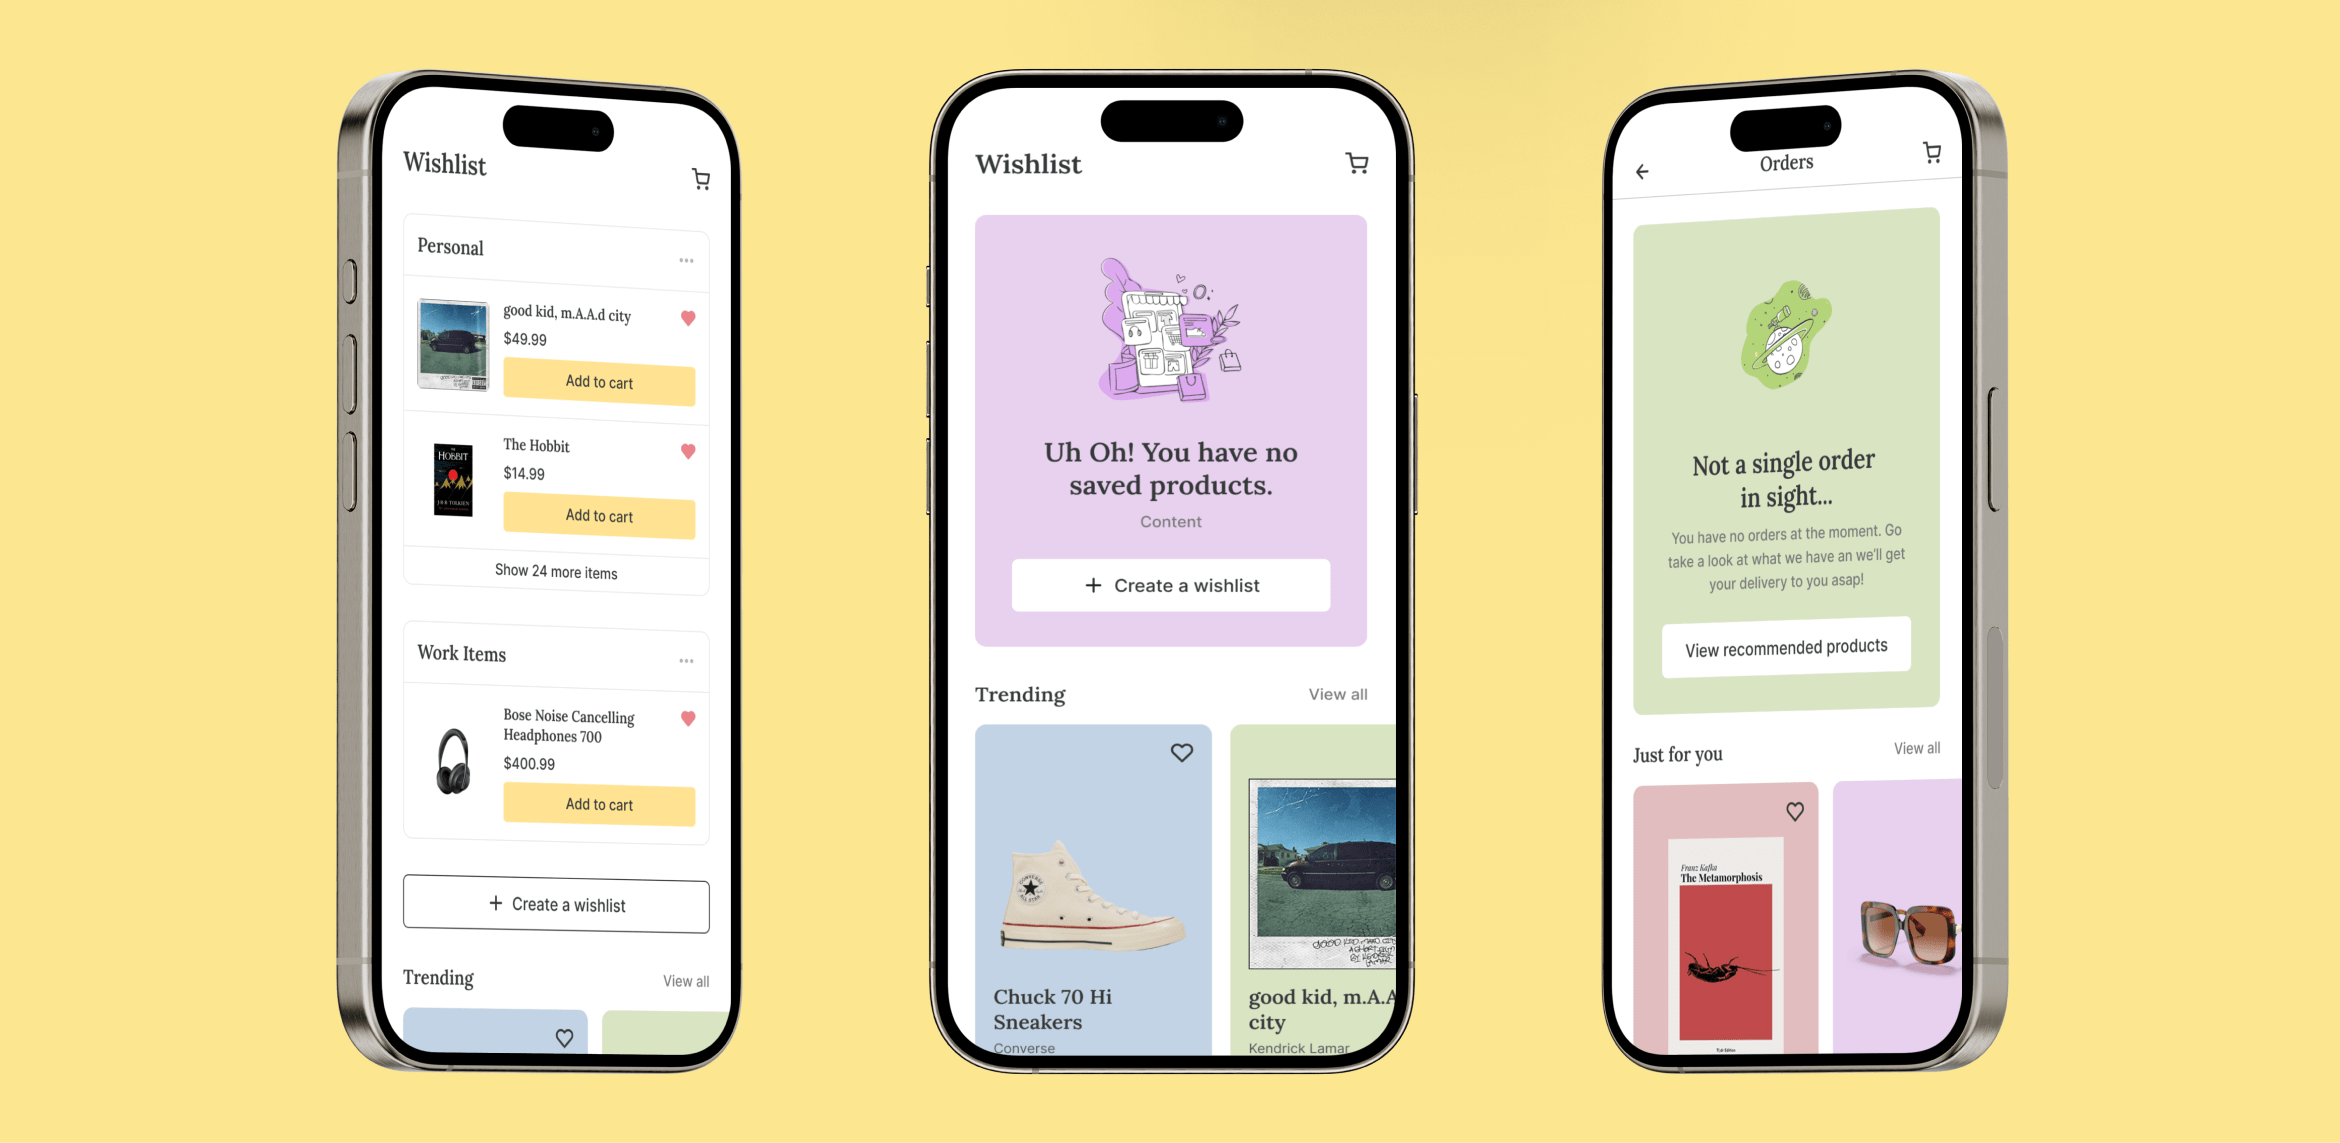 Wishlist
Personal
good kid, m.A.A.d city
$49.99
Add to cart
HOBBIT
The Hobbit
$14.99
Add to cart
Show 24 more items
Work Items
Bose Noise Cancelling
Headphones 700
$400.99
Add to cart
+ Create a wishlist
Trending
View all
Wishlist
Uh Oh! You have no
saved products.
Content
+ Create a wishlist
Trending
View all
CONVERSE
ALL STAR
Chuck 70 Hi
Sneakers
Converse
good kid, m.A.A
city
Kendrick Lamar
Orders
Not a single order
in sight...
You have no orders at the moment. Go
take a look at what we have an we'll get
your delivery to you asap!
View recommended products
Just for you
View all
Franz Kafka
The Metamorphosis